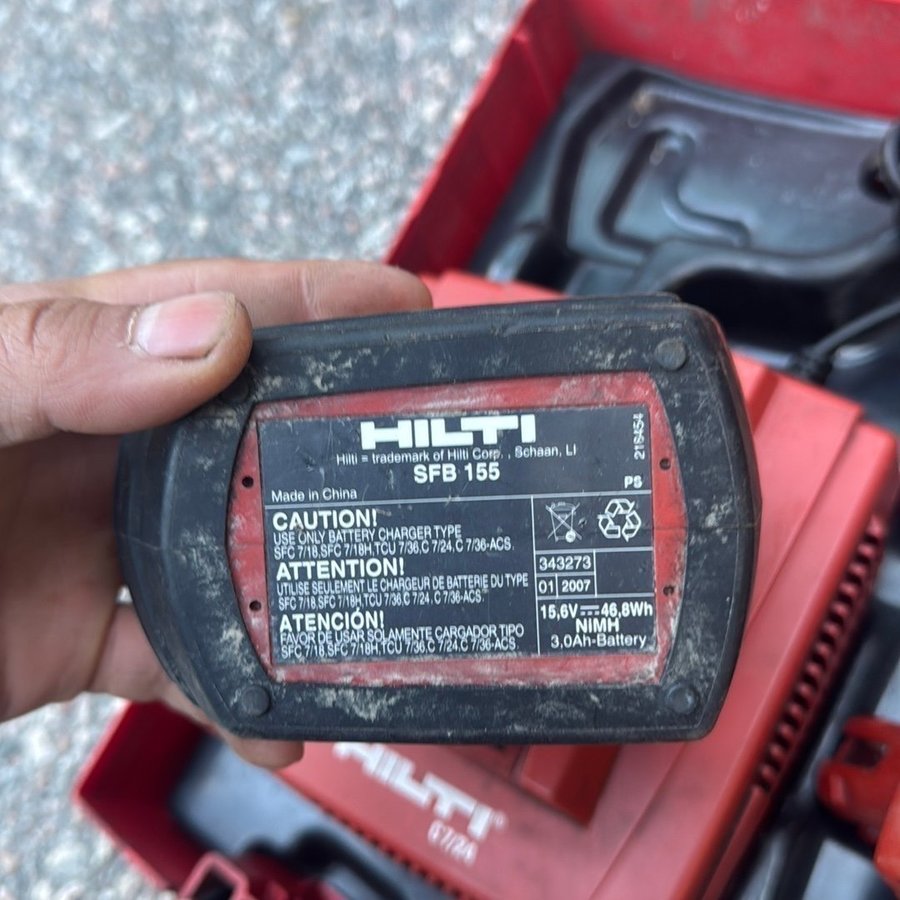 HILTI
Hilti = trademark of Hilti Corp., Schaan, LI
SFB 155
216454
PS
Made in China
CAUTION!
USE ONLY BATTERY CHARGER TYPE
SFC 7/18,SFC 7/18H,TCU 7/36,C 7/24, C 7/36-ACS.
ATTENTION!
UTILISE SEULEMENT LE CHARGEUR DE BATTERIE DU TYPE
SFC 7/18,SFC 7/18H,TCU 7/36,C 7/24, C 7/36-ACS.
ATENCIÓN!
FAVOR DE USAR SOLAMENTE CARGADOR TIPO
SFC 7/18,SFC 7/18H,TCU 7/36,C 7/24, C 7/36-ACS.
343273
01 2007
15,6V 46,8Wh
NiMH
3.0Ah-Battery
HILTI®
C7/24